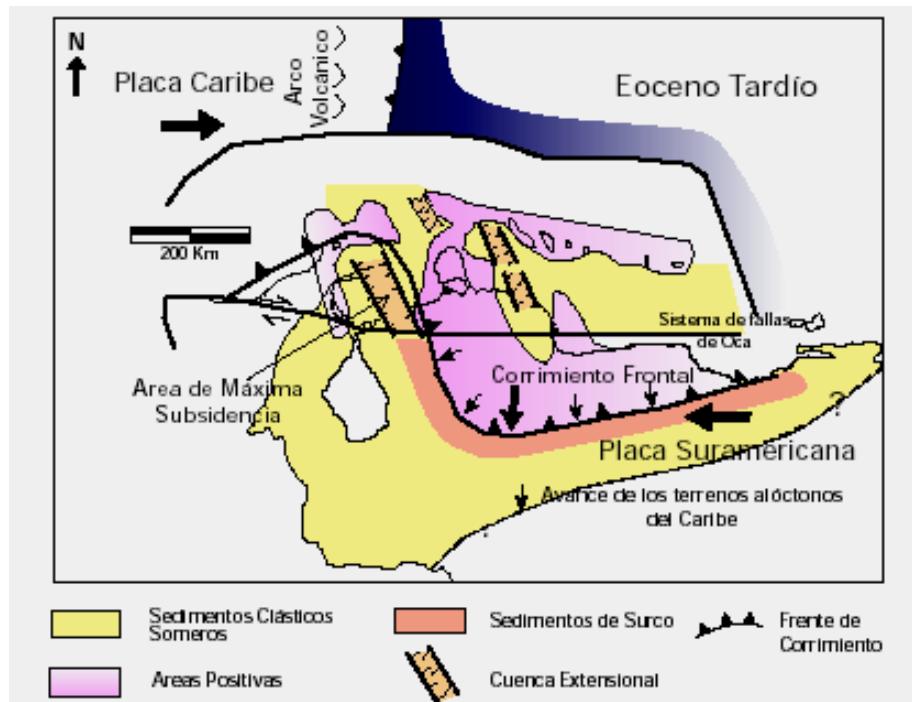 N
Placa Caribe
Arco
Volcánico
Eoceno Tardío
200 Km
Sistema de fallas
de Oca
Area de Máxima
Subsidencia
Corrimiento Frontal
?
Placa Suramericana
Avance de los terrenos alóctonos
del Caribe
Sedimentos Clásticos
Someros
Sedimentos de Surco
Frente de
Corrimiento
Areas Positivas
Cuenca Extensional